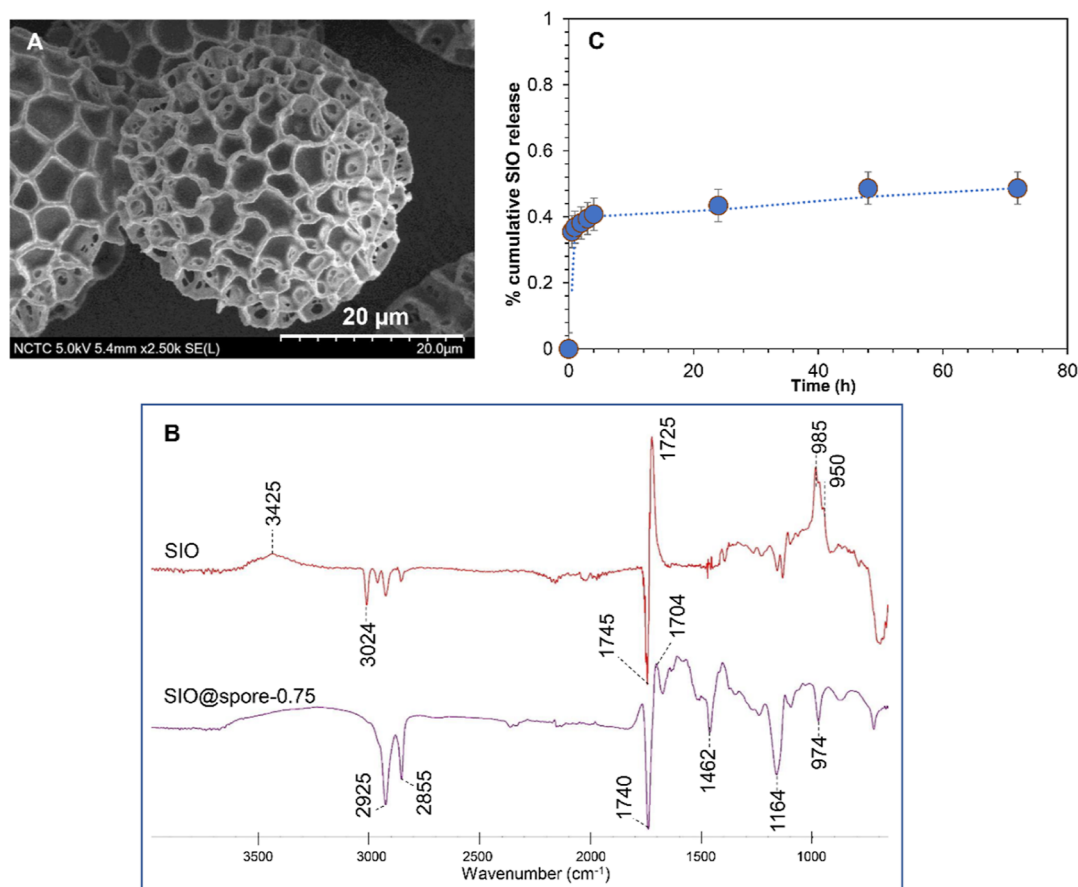 A
20 µm
NCTC 5.0kV 5.4mm x2.50k SE(L)
20.0µm
C
% cumulative SIO release
1
0.8
0.6
0.4
0.2
0
0
20
40
60
80
Time (h)
B
1725
985
950
3425
SIO
3024
1745
1704
SIO@spore-0.75
2925
2855
1740
1462
1164
974
3500
3000
2500
2000
1500
1000
Wavenumber (cm⁻¹)